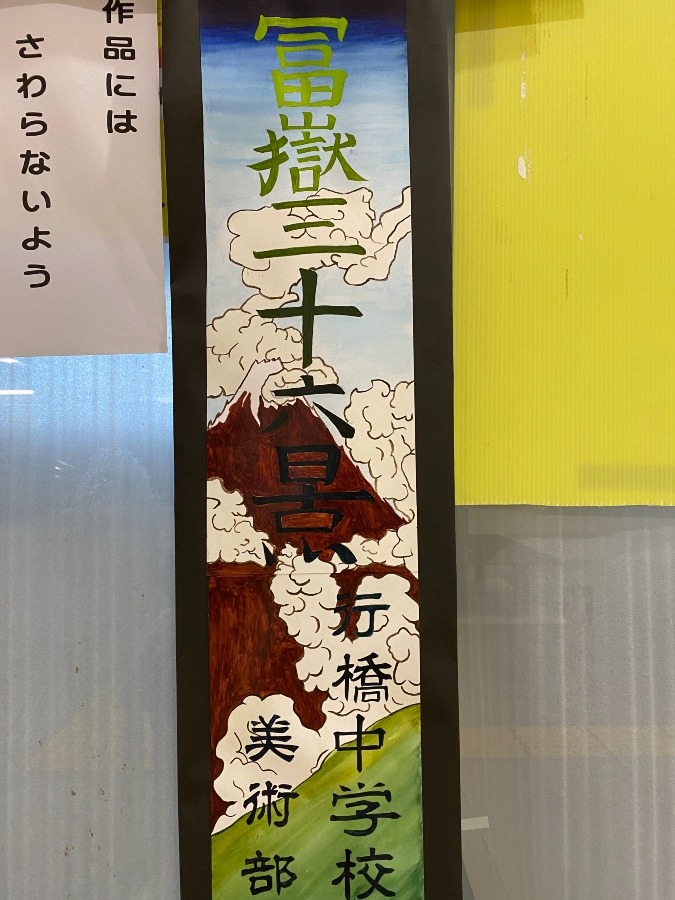 冨嶽三十六景
行橋中学校
美術部
作品には
さわらないよう